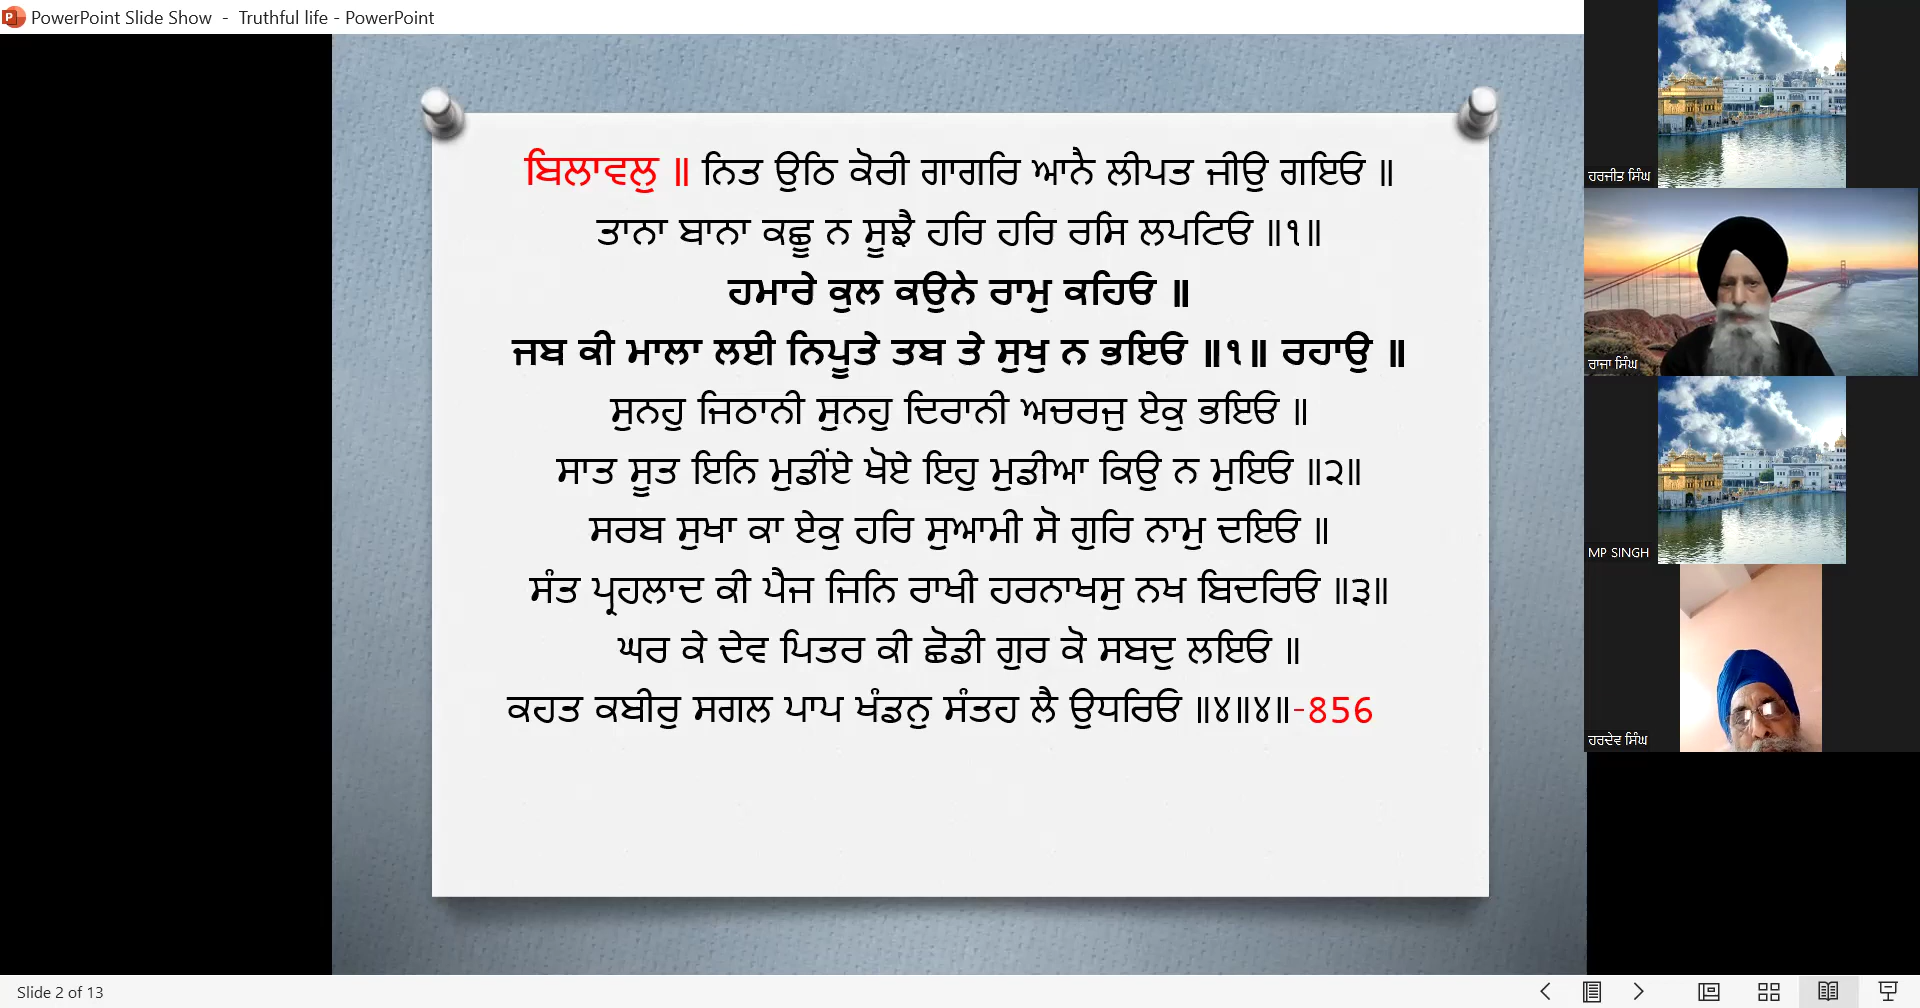 PowerPoint Slide Show - Truthful life - PowerPoint
ਬਿਲਾਵਲੁ ॥ ਨਿਤ ਉਠਿ ਕੋਰੀ ਗਾਗਰਿ ਆਨੈ ਲੀਪਤ ਜੀਉ ਗਇਓ ॥
ਤਾਨਾ ਬਾਨਾ ਕਛੂ ਨ ਸੂਝੈ ਹਰਿ ਹਰਿ ਰਸਿ ਲਪਟਿਓ ॥੧॥
ਹਮਾਰੇ ਕੁਲ ਕਉਨੇ ਰਾਮੁ ਕਹਿਓ ॥
ਜਬ ਕੀ ਮਾਲਾ ਲਈ ਨਿਪੂਤੇ ਤਬ ਤੇ ਸੁਖੁ ਨ ਭਇਓ ॥੧॥ ਰਹਾਉ ॥
ਸੁਨਹੁ ਜਿਠਾਨੀ ਸੁਨਹੁ ਦਿਰਾਨੀ ਅਚਰਜੁ ਏਕੁ ਭਇਓ ॥
ਸਾਤ ਸੂਤ ਇਨਿ ਮੁਡੀਂਏ ਖੋਏ ਇਹੁ ਮੁਡੀਆ ਕਿਉ ਨ ਮੁਇਓ ॥੨॥
ਸਰਬ ਸੁਖਾ ਕਾ ਏਕੁ ਹਰਿ ਸੁਆਮੀ ਸੋ ਗੁਰਿ ਨਾਮੁ ਦਇਓ ॥
ਸੰਤ ਪ੍ਰਹਲਾਦ ਕੀ ਪੈਜ ਜਿਨਿ ਰਾਖੀ ਹਰਨਾਖਸੁ ਨਖ ਬਿਦਰਿਓ ॥੩॥
ਘਰ ਕੇ ਦੇਵ ਪਿਤਰ ਕੀ ਛੋਡੀ ਗੁਰ ਕੋ ਸਬਦੁ ਲਇਓ ॥
ਕਹਤ ਕਬੀਰੁ ਸਗਲ ਪਾਪ ਖੰਡਨੁ ਸੰਤਹ ਲੈ ਉਧਰਿਓ ॥੪॥੪॥-856
ਹਰਜੀਤ ਸਿੰਘ
ਰਾਜਾ ਸਿੰਘ
MP SINGH
ਹਰਦੇਵ ਸਿੰਘ
Slide 2 of 13